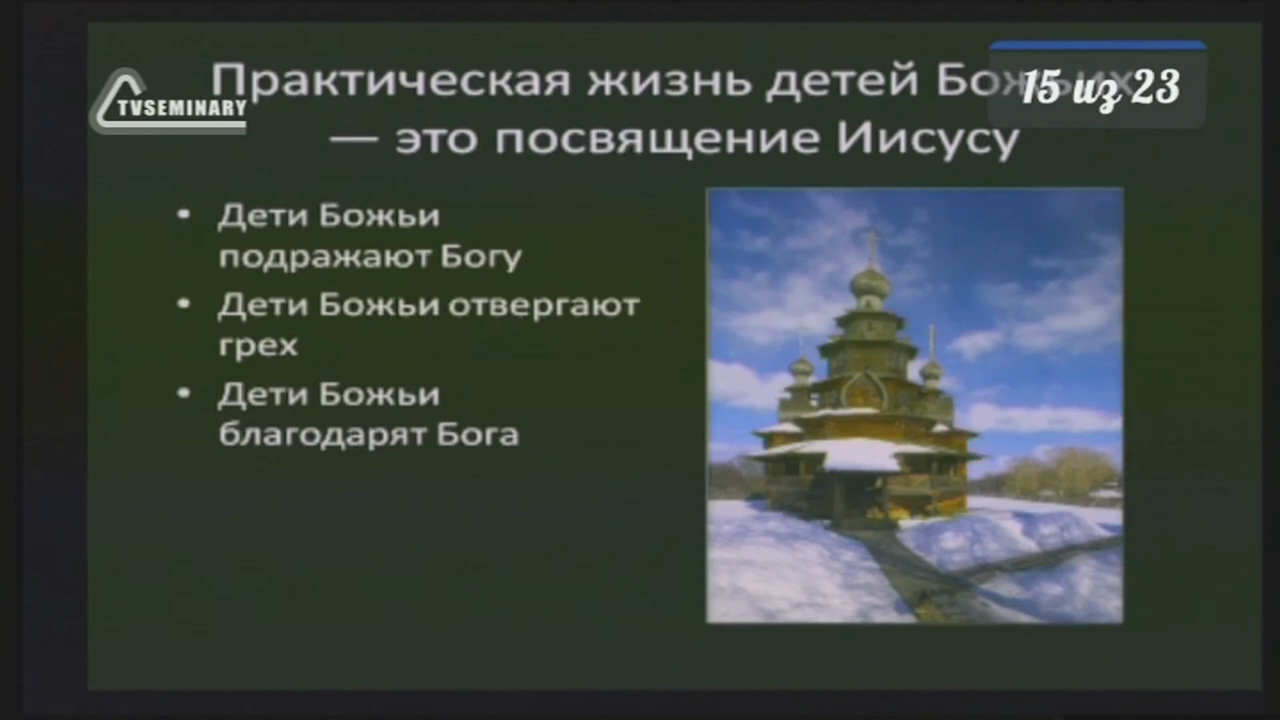 Практическая жизнь детей Божьих
— это посвящение Иисусу
15 из 23
TVSEMINARY
• Дети Божьи
подражают Богу
• Дети Божьи отвергают
грех
• Дети Божьи
благодарят Бога